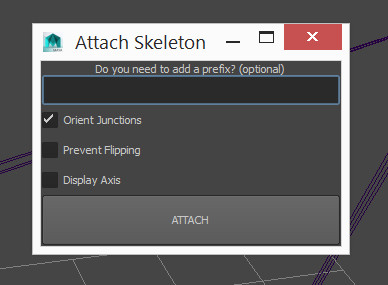 Attach Skeleton
Do you need to add a prefix? (optional)
Orient Junctions
Prevent Flipping
Display Axis
ATTACH